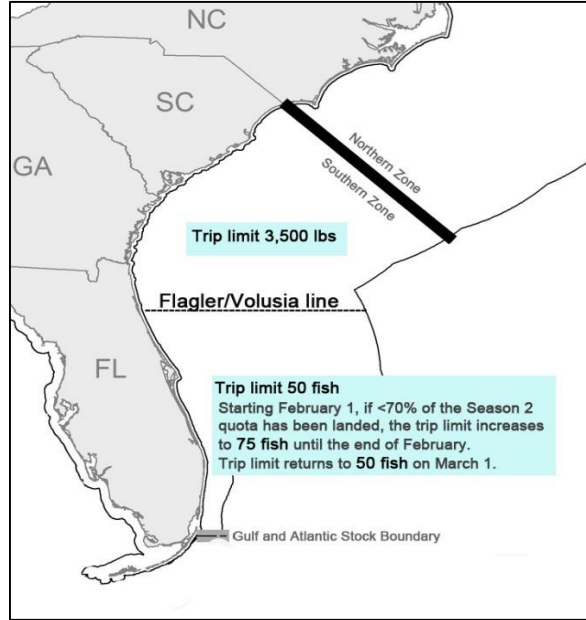 NC
SC
GA
Northern Zone
Southern Zone
Trip limit 3,500 lbs
Flagler/Volusia line
FL
Trip limit 50 fish
Starting February 1, if <70% of the Season 2
quota has been landed, the trip limit increases
to 75 fish until the end of February.
Trip limit returns to 50 fish on March 1.
Gulf and Atlantic Stock Boundary